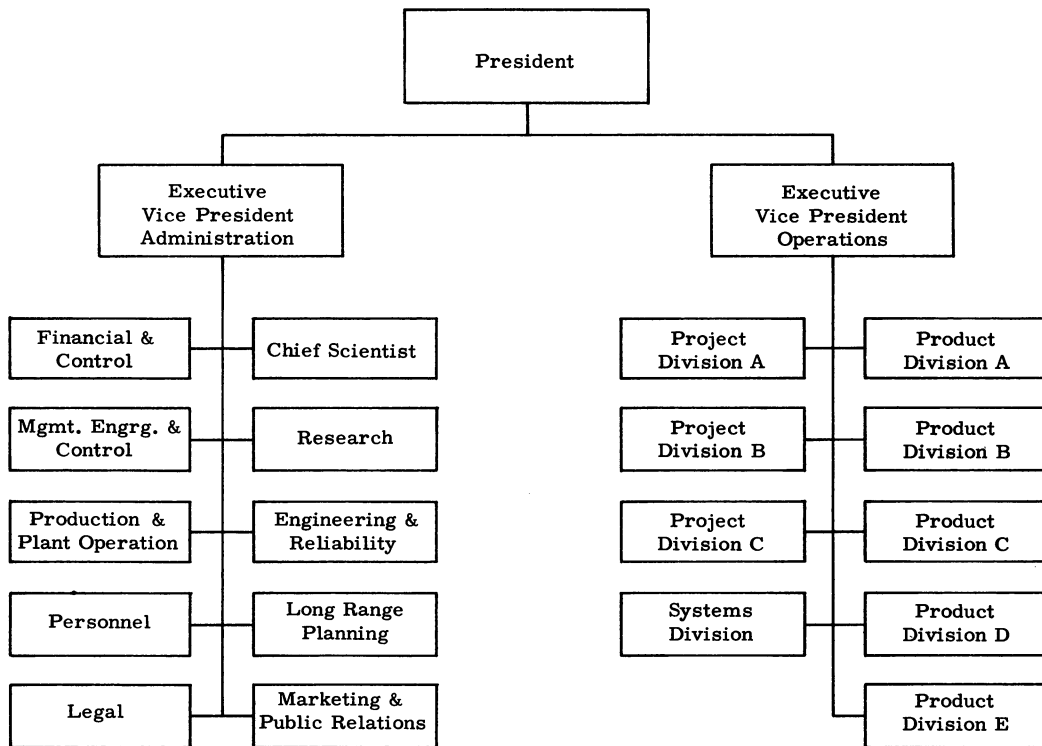 President
Executive
Vice President
Administration
Executive
Vice President
Operations
Financial &
Control
Chief Scientist
Mgmt. Engrg. &
Control
Research
Production &
Plant Operation
Engineering &
Reliability
Personnel
Long Range
Planning
Legal
Marketing &
Public Relations
Project
Division A
Product
Division A
Project
Division B
Product
Division B
Project
Division C
Product
Division C
Systems
Division
Product
Division D
Product
Division E